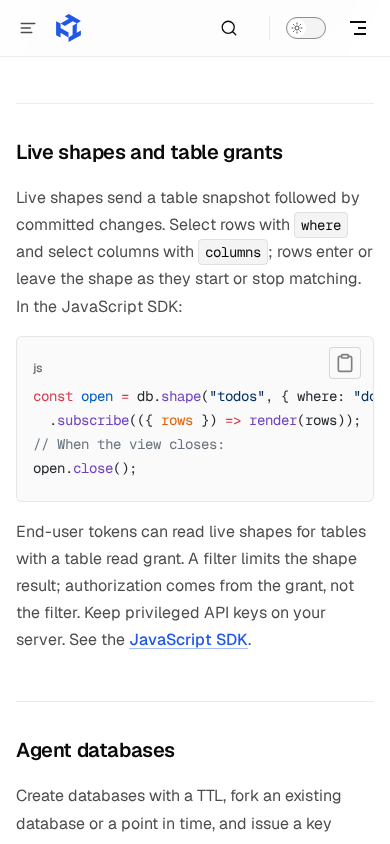 Live shapes and table grants
Live shapes send a table snapshot followed by
committed changes. Select rows with where
and select columns with columns; rows enter or
leave the shape as they start or stop matching.
In the JavaScript SDK:
js
const open = db.shape("todos", { where: "do
  .subscribe(({ rows }) => render(rows));
// When the view closes:
open.close();
End-user tokens can read live shapes for tables
with a table read grant. A filter limits the shape
result; authorization comes from the grant, not
the filter. Keep privileged API keys on your
server. See the JavaScript SDK.
Agent databases
Create databases with a TTL, fork an existing
database or a point in time, and issue a key